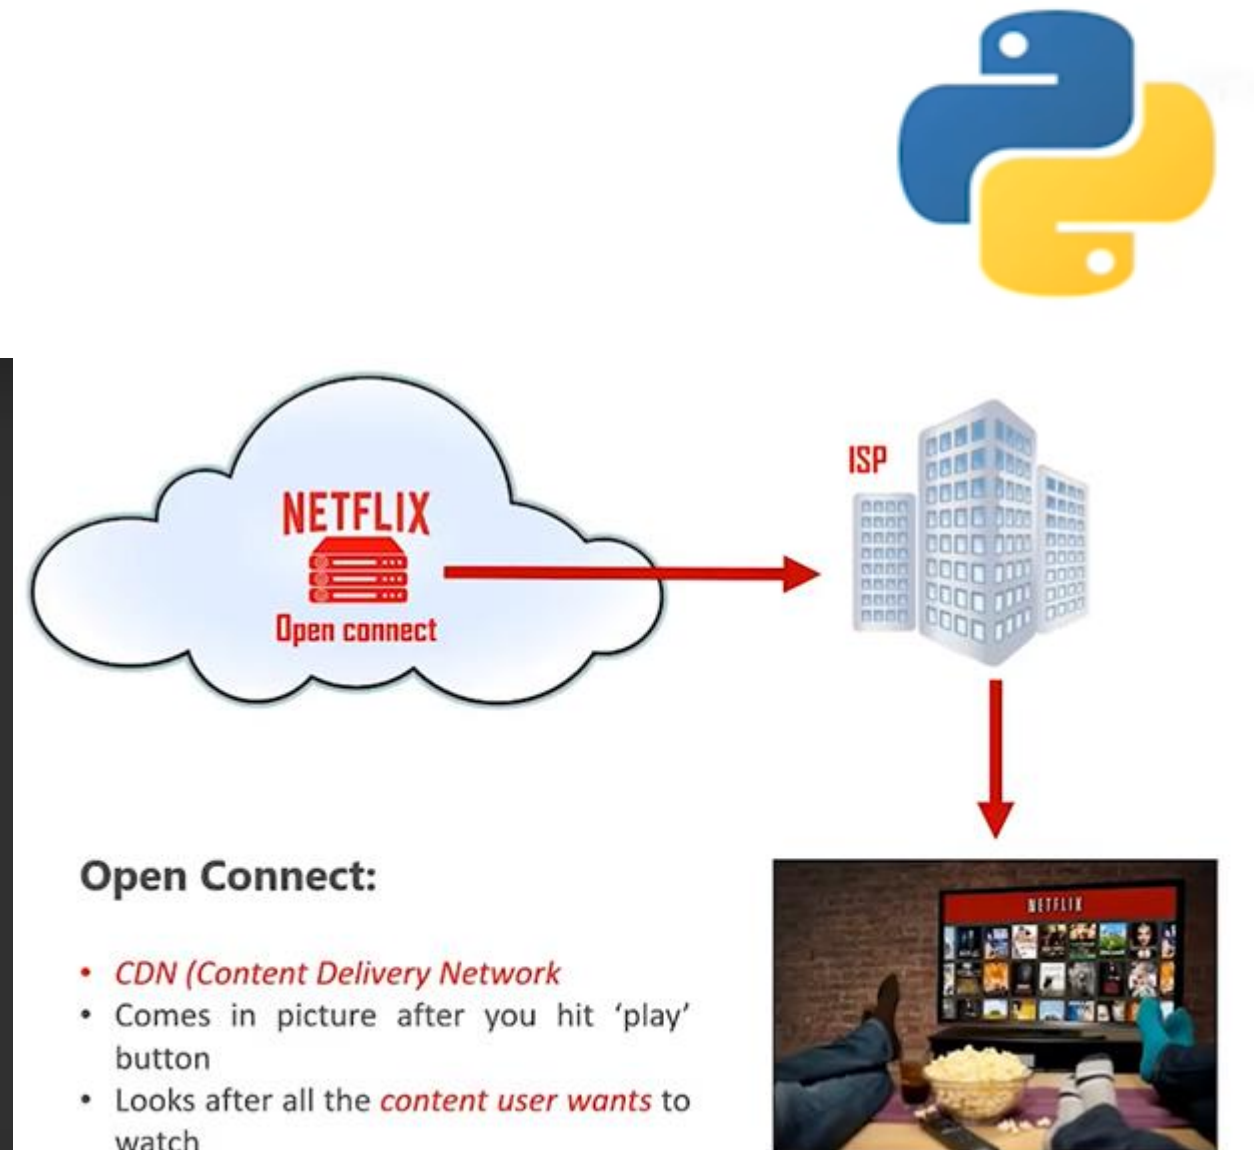 NETFLIX
Open connect
ISP
NETFLIX
Open Connect:
• CDN (Content Delivery Network
• Comes in picture after you hit ‘play’
button
• Looks after all the content user wants to
watch